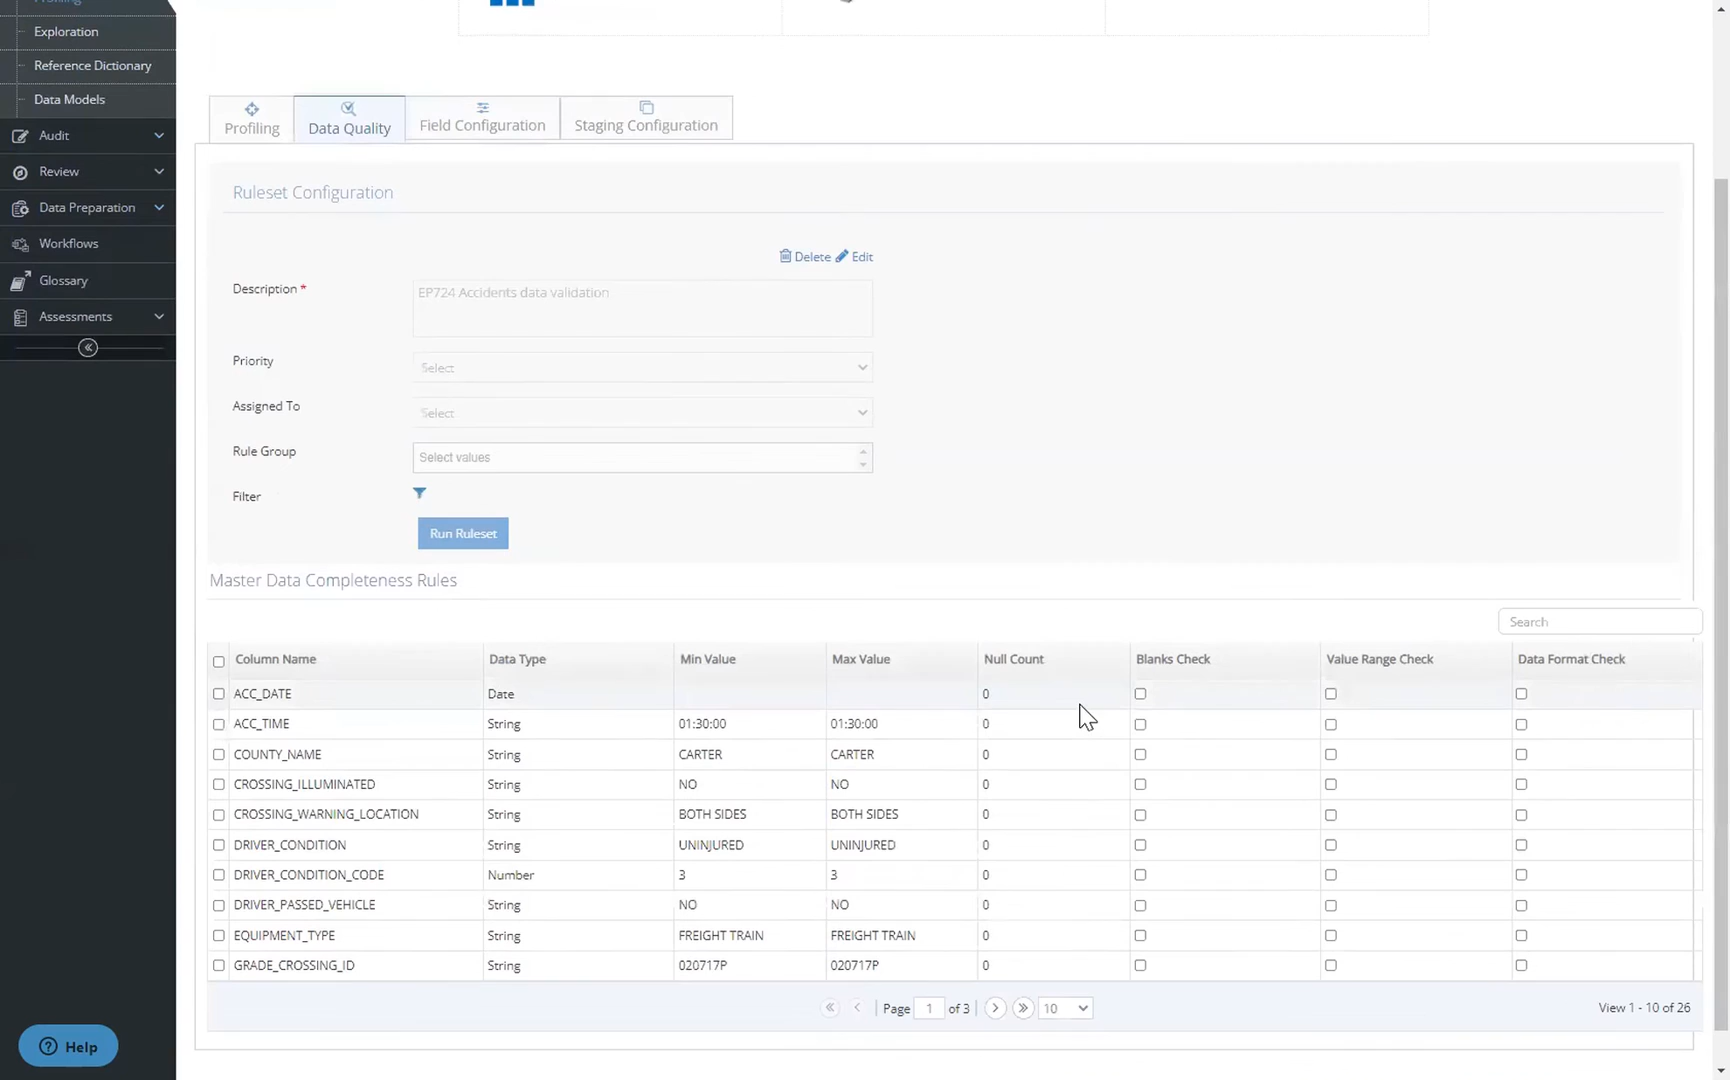 Profiling
Exploration
Reference Dictionary
Data Models
Audit
Review
Data Preparation
Workflows
Glossary
Assessments
Help
Profiling
Data Quality
Field Configuration
Staging Configuration
Ruleset Configuration
Delete Edit
Description *
EP724 Accidents data validation
Priority
Select
Assigned To
Select
Rule Group
Select values
Filter
Run Ruleset
Master Data Completeness Rules
Search
Column Name Data Type Min Value Max Value Null Count Blanks Check Value Range Check Data Format Check
ACC_DATE Date 0
ACC_TIME String 01:30:00 01:30:00 0
COUNTY_NAME String CARTER CARTER 0
CROSSING_ILLUMINATED String NO NO 0
CROSSING_WARNING_LOCATION String BOTH SIDES BOTH SIDES 0
DRIVER_CONDITION String UNINJURED UNINJURED 0
DRIVER_CONDITION_CODE Number 3 3 0
DRIVER_PASSED_VEHICLE String NO NO 0
EQUIPMENT_TYPE String FREIGHT TRAIN FREIGHT TRAIN 0
GRADE_CROSSING_ID String 020717P 020717P 0
Page 1 of 3 10 View 1 - 10 of 26